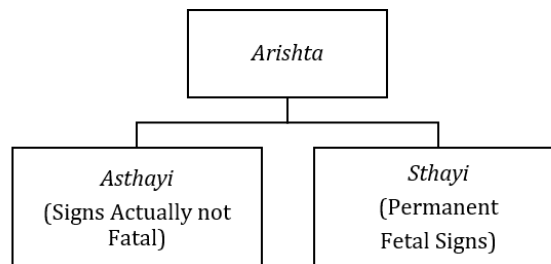 Arishta
Asthayi
(Signs Actually not
Fatal)
Sthayi
(Permanent
Fetal Signs)